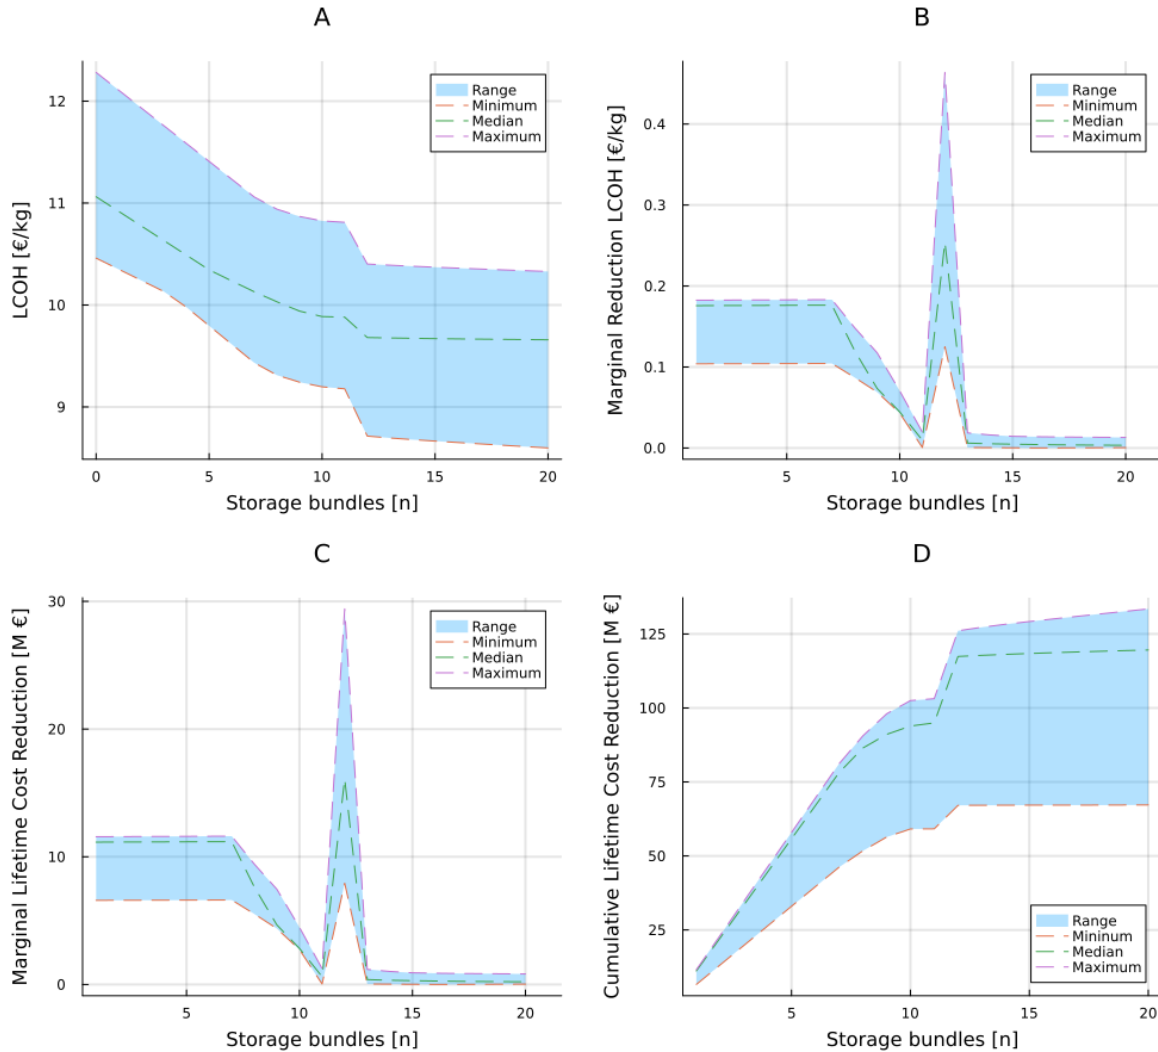 A
LCOH [€/kg]
12
11
10
9
0
5
10
15
20
Storage bundles [n]
Range
Minimum
Median
Maximum
B
Marginal Reduction LCOH [€/kg]
0.4
0.3
0.2
0.1
0.0
5
10
15
20
Storage bundles [n]
Range
Minimum
Median
Maximum
C
Marginal Lifetime Cost Reduction [M €]
30
20
10
0
5
10
15
20
Storage bundles [n]
Range
Minimum
Median
Maximum
D
Cumulative Lifetime Cost Reduction [M €]
125
100
75
50
25
5
10
15
20
Storage bundles [n]
Range
Mininum
Median
Maximum